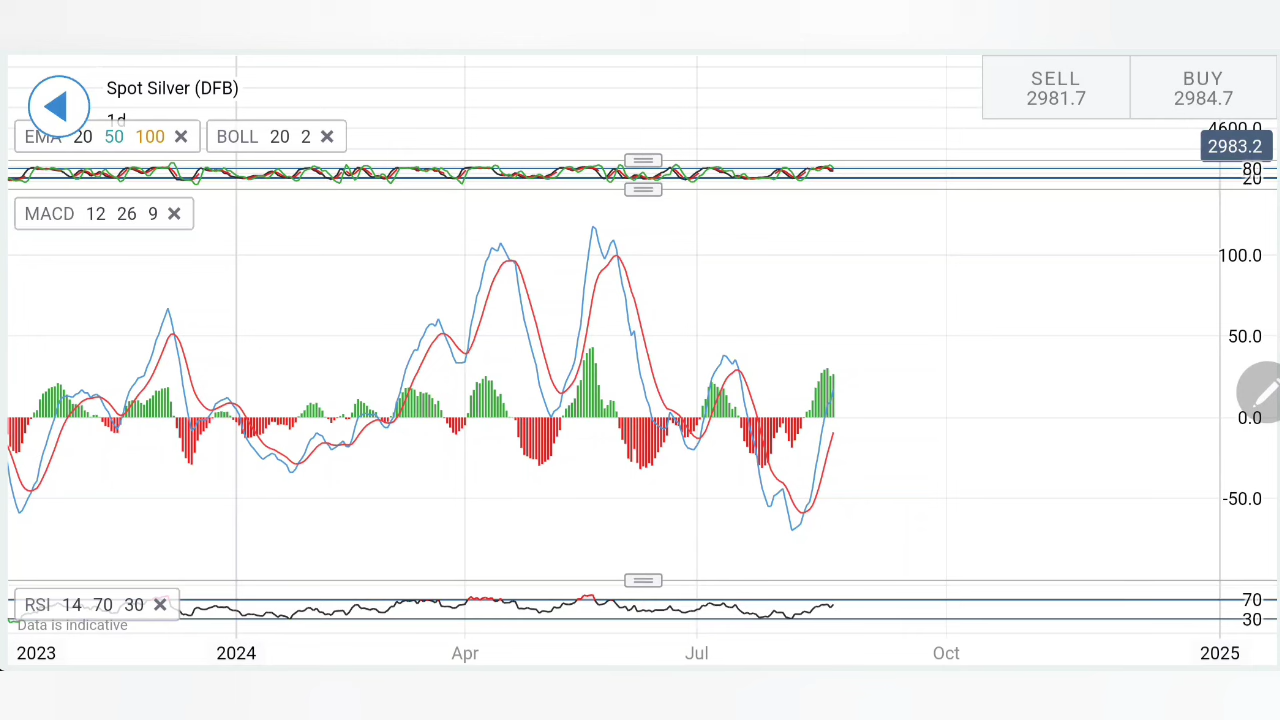 Spot Silver (DFB)
1d
SELL
2981.7
BUY
2984.7
EMA 20 50 100
BOLL 20 2
4600.0
2983.2
80
20
MACD 12 26 9
100.0
50.0
0.0
-50.0
RSI 14 70 30
70
30
Data is indicative
2023
2024
Apr
Jul
Oct
2025